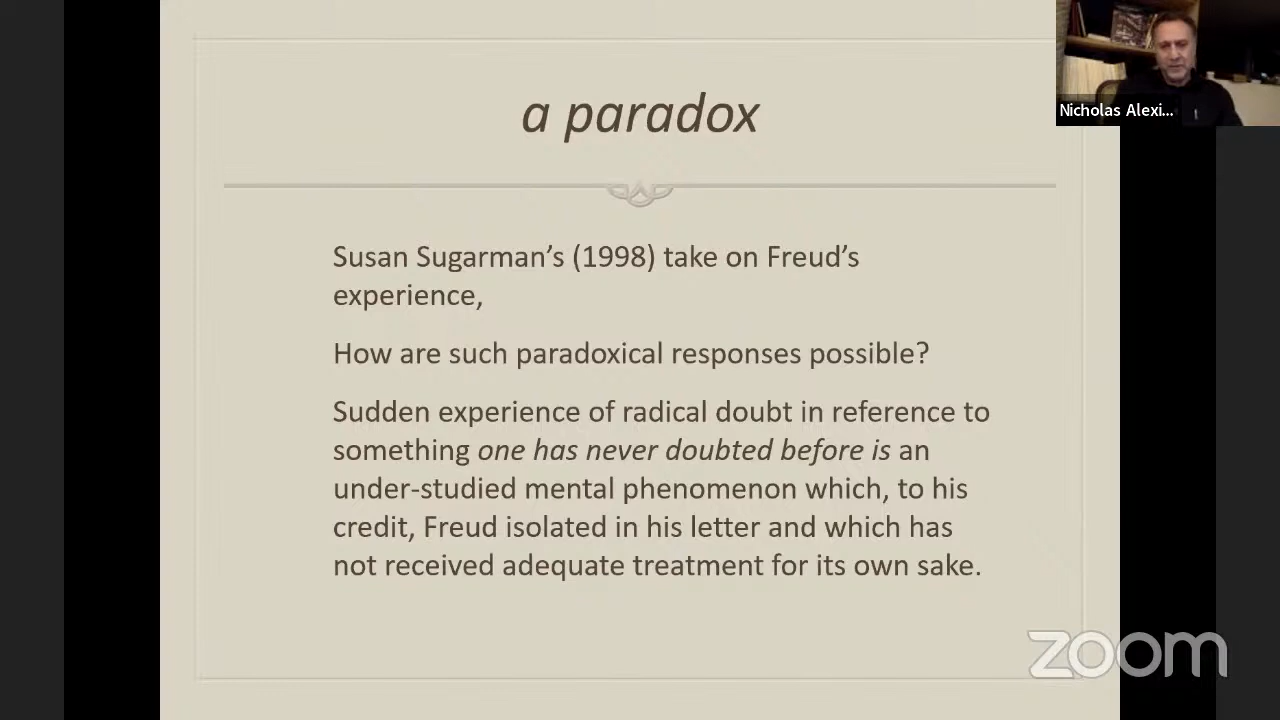 a paradox
Nicholas Alexi...
Susan Sugarman’s (1998) take on Freud’s
experience,
How are such paradoxical responses possible?
Sudden experience of radical doubt in reference to
something one has never doubted before is an
under-studied mental phenomenon which, to his
credit, Freud isolated in his letter and which has
not received adequate treatment for its own sake.
zoom